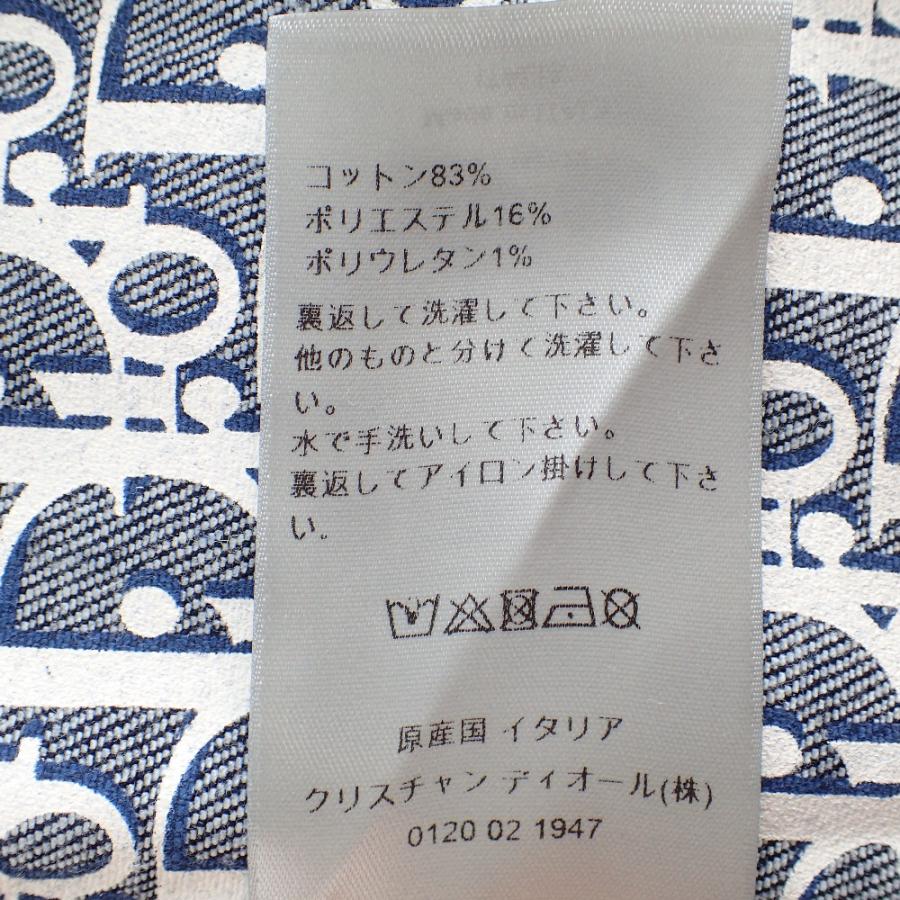 コットン83%
ポリエステル16%
ポリウレタン1%
裏返して洗濯して下さい。
他のものと分けて洗濯して下さ
い。
水で手洗いして下さい。
裏返してアイロン掛けして下さ
い。
原産国 イタリア
クリスチャン ディオール(株)
0120 02 1947